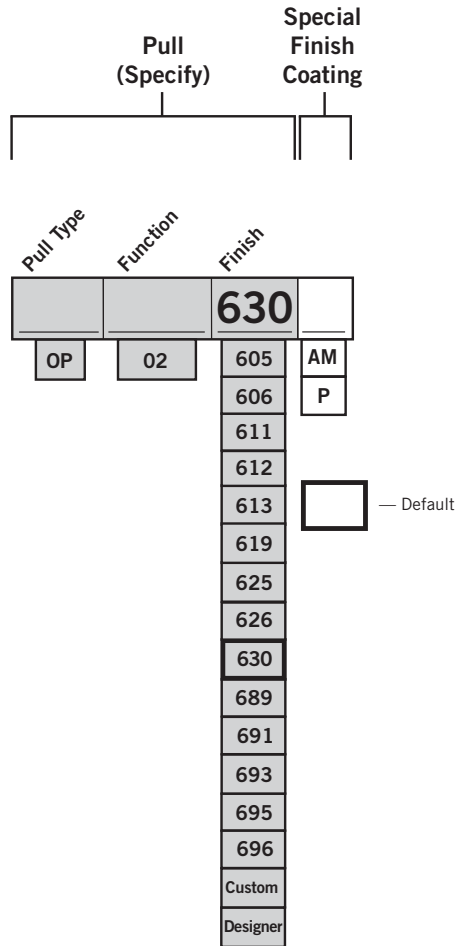 Pull
(Specify)
Special
Finish
Coating
Pull Type
Function
Finish
630
OP
02
605
AM
606
P
611
612
613
— Default
619
625
626
630
689
691
693
695
696
Custom
Designer